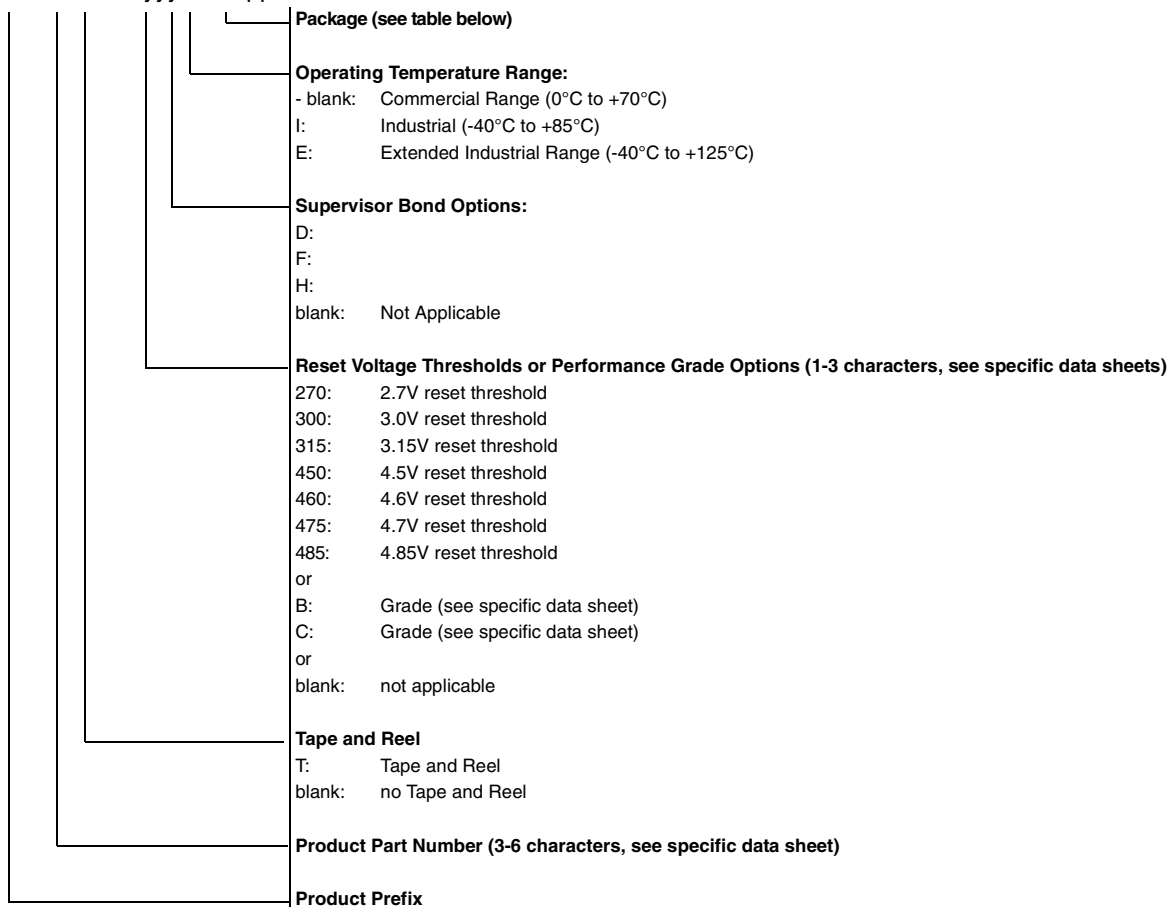 Package (see table below)
Operating Temperature Range:
- blank: Commercial Range (0°C to +70°C)
I: Industrial (-40°C to +85°C)
E: Extended Industrial Range (-40°C to +125°C)
Supervisor Bond Options:
D:
F:
H:
blank: Not Applicable
Reset Voltage Thresholds or Performance Grade Options (1-3 characters, see specific data sheets)
270: 2.7V reset threshold
300: 3.0V reset threshold
315: 3.15V reset threshold
450: 4.5V reset threshold
460: 4.6V reset threshold
475: 4.7V reset threshold
485: 4.85V reset threshold
or
B: Grade (see specific data sheet)
C: Grade (see specific data sheet)
or
blank: not applicable
Tape and Reel
T: Tape and Reel
blank: no Tape and Reel
Product Part Number (3-6 characters, see specific data sheet)
Product Prefix